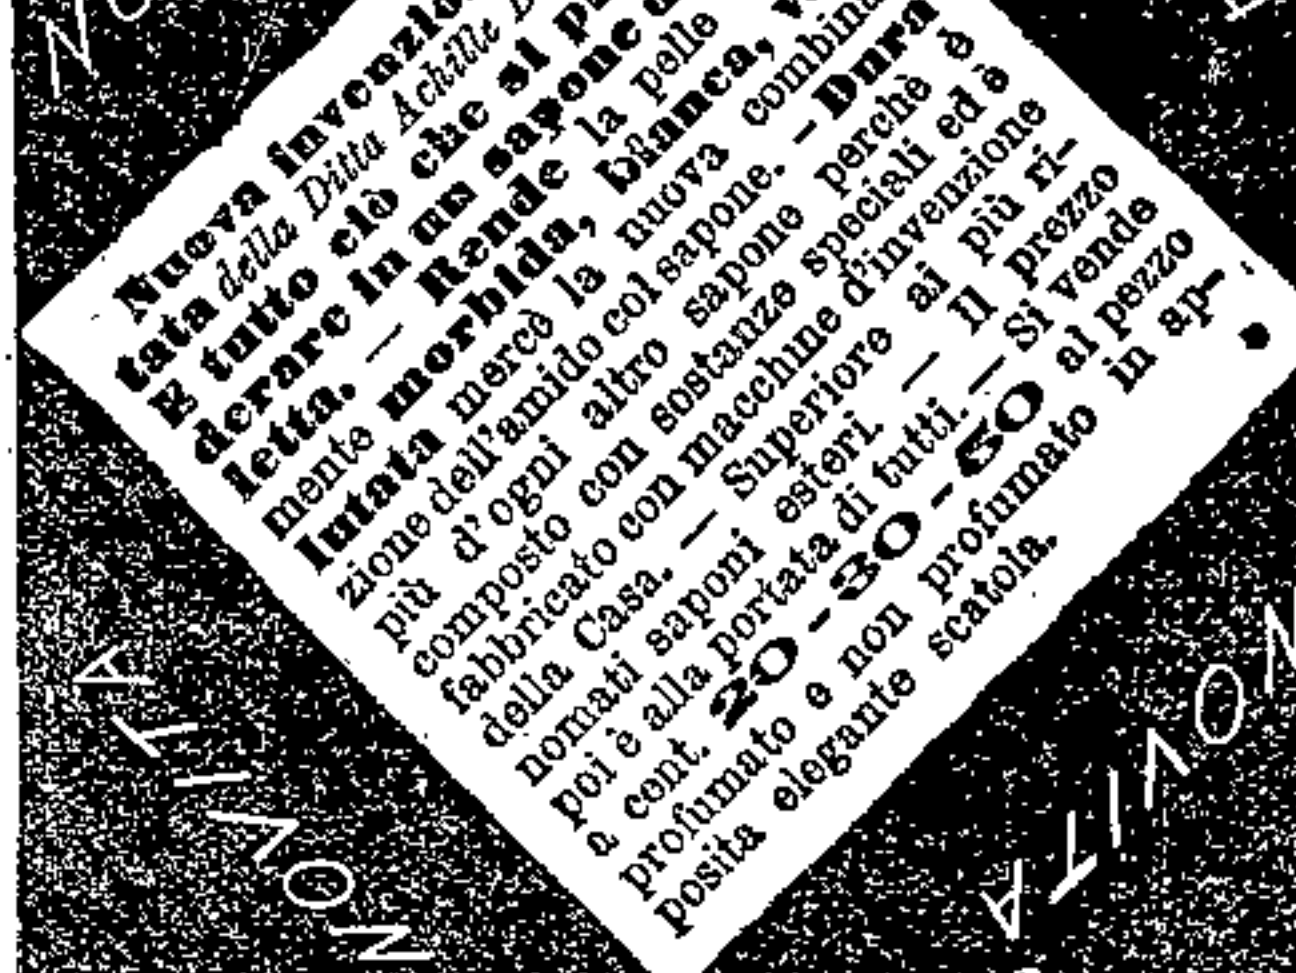 Nuova invenzio
tata della Ditta Achille B
E tutto ciò che si p
derare in un sapone d
letta. — Rende la pelle
mente morbida, bianca, v
lutata mercè la nuova combina
zione dell'amido col sapone. — Dura
più d'ogni altro sapone perchè è
composto con sostanze speciali ed è
fabbricato con macchine d'invenzione
della Casa. — Superiore ai più ri-
nomati saponi esteri. — Il prezzo
poi è alla portata di tutti. — Si vende
a cent. 20-30-50 al pezzo
profumato e non profumato in ap-
posita elegante scatola.
NOVITA
NOVITA
NO